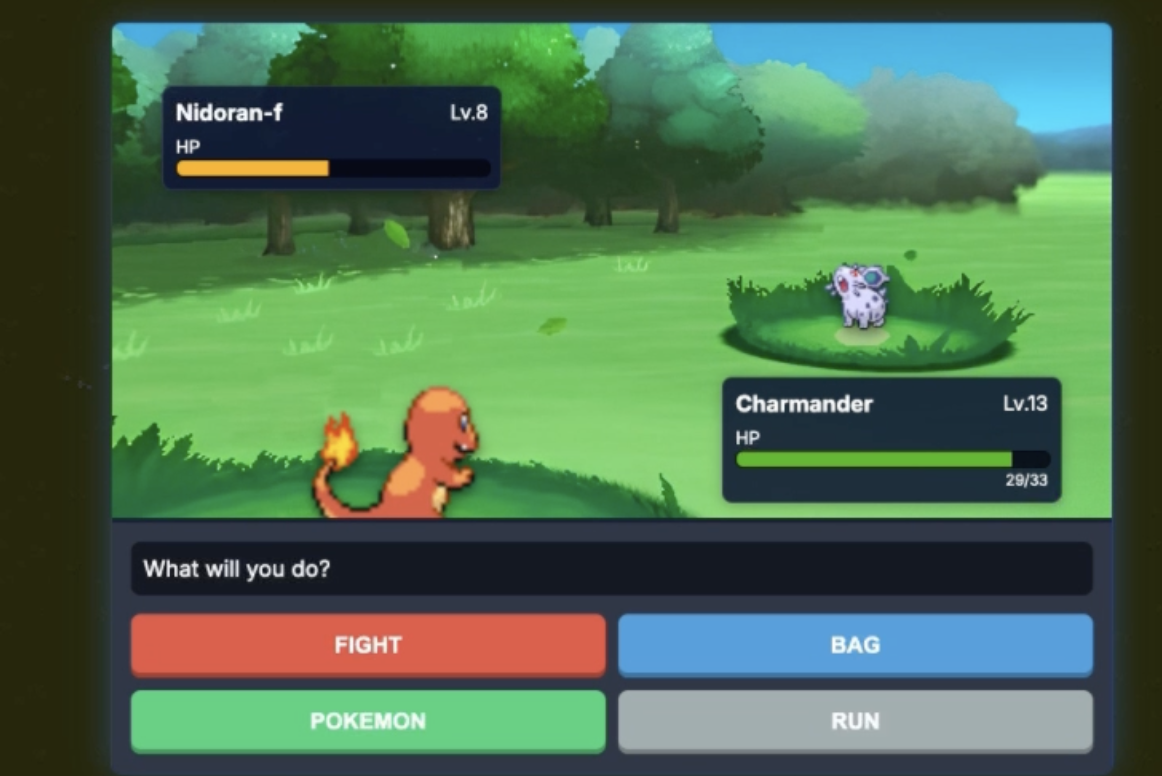 Nidoran-f Lv.8
HP
Charmander Lv.13
HP
29/33
What will you do?
FIGHT BAG
POKEMON RUN